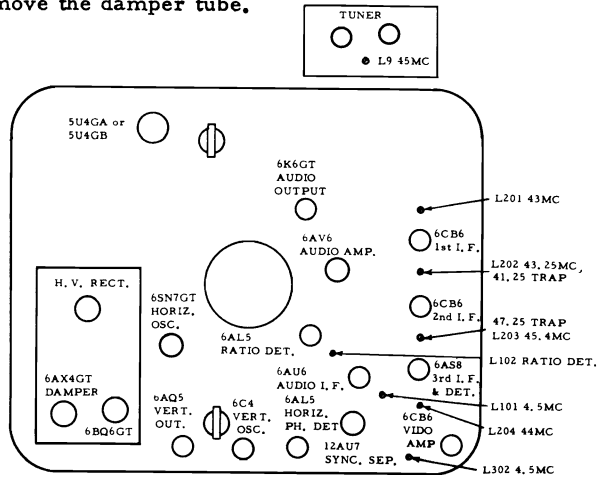 move the damper tube.
TUNER
L9 45MC
5U4GA or
5U4GB
6K6GT
AUDIO
OUTPUT
L201 43MC
6CB6
1st I.F.
6AV6
AUDIO AMP.
L202 43.25MC,
41.25 TRAP
H.V. RECT.
6SN7GT
HORIZ.
OSC.
6CB6
2nd I.F.
6AL5
RATIO DET.
47.25 TRAP
L203 45.4MC
L102 RATIO DET.
6AX4GT
DAMPER
6BQ6GT
6AU6
AUDIO I.F.
6AS8
3rd I.F.
& DET.
6AQ5
VERT.
OUT.
6C4
VERT.
OSC.
6AL5
HORIZ.
PH. DET
L101 4.5MC
L204 44MC
12AU7
SYNC. SEP.
6CB6
VIDO
AMP
L302 4.5MC